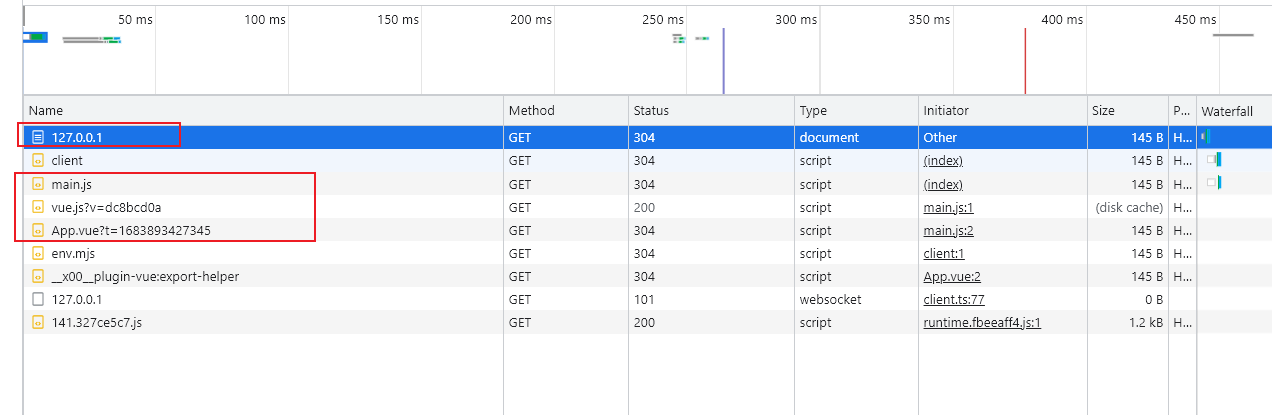 50 ms 100 ms 150 ms 200 ms 250 ms 300 ms 350 ms 400 ms 450 ms
Name Method Status Type Initiator Size P... Waterfall
127.0.0.1 GET 304 document Other 145 B H...
client GET 304 script (index) 145 B H...
main.js GET 304 script (index) 145 B H...
vue.js?v=dc8bcd0a GET 200 script main.js:1 (disk cache) H...
App.vue?t=1683893427345 GET 304 script main.js:2 145 B H...
env.mjs GET 304 script client:1 145 B H...
__x00__plugin-vue:export-helper GET 304 script App.vue:2 145 B H...
127.0.0.1 GET 101 websocket client.ts:77 0 B H...
141.327ce5c7.js GET 200 script runtime.fbeeaff4.js:1 1.2 kB H...